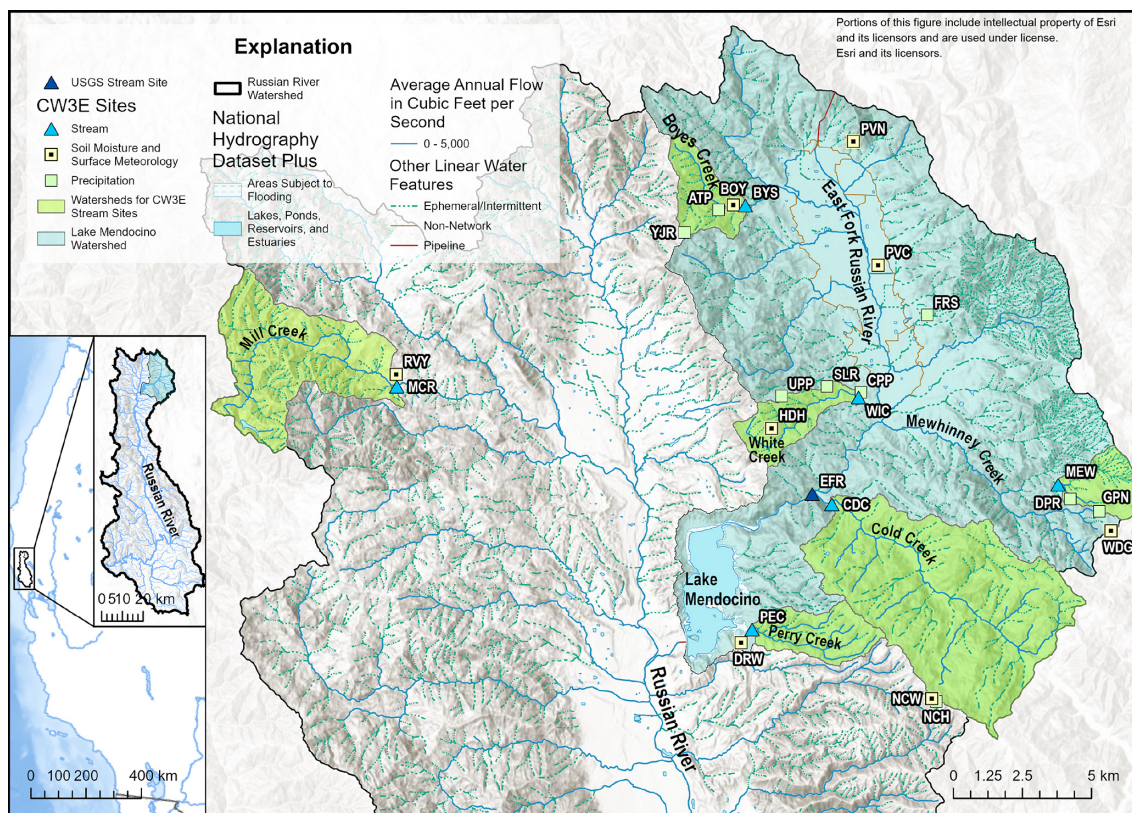 Portions of this figure include intellectual property of Esri
and its licensors and are used under license.
Esri and its licensors.
Explanation
USGS Stream Site
CW3E Sites
Stream
Soil Moisture and
Surface Meteorology
Precipitation
Watersheds for CW3E
Stream Sites
Lake Mendocino
Watershed
Russian River
Watershed
National
Hydrography
Dataset Plus
Areas Subject to
Flooding
Lakes, Ponds,
Reservoirs, and
Estuaries
Average Annual Flow
in Cubic Feet per
Second
0 - 5,000
Other Linear Water
Features
Ephemeral/Intermittent
Non-Network
Pipeline
PVN
Boyes Creek
BOY
BYS
ATP
YJR
East Fork Russian River
PVC
FRS
Mill Creek
RVY
MCR
SLR
UPP
CPP
WIC
HDH
White
Creek
Mewhinney Creek
MEW
DPR
GPN
WDG
EFR
CDC
Cold Creek
Lake
Mendocino
PEC
Perry Creek
DRW
NCW
NCH
Russian River
Russian River
0 5 10 20 km
0 100 200 400 km
0 1.25 2.5 5 km